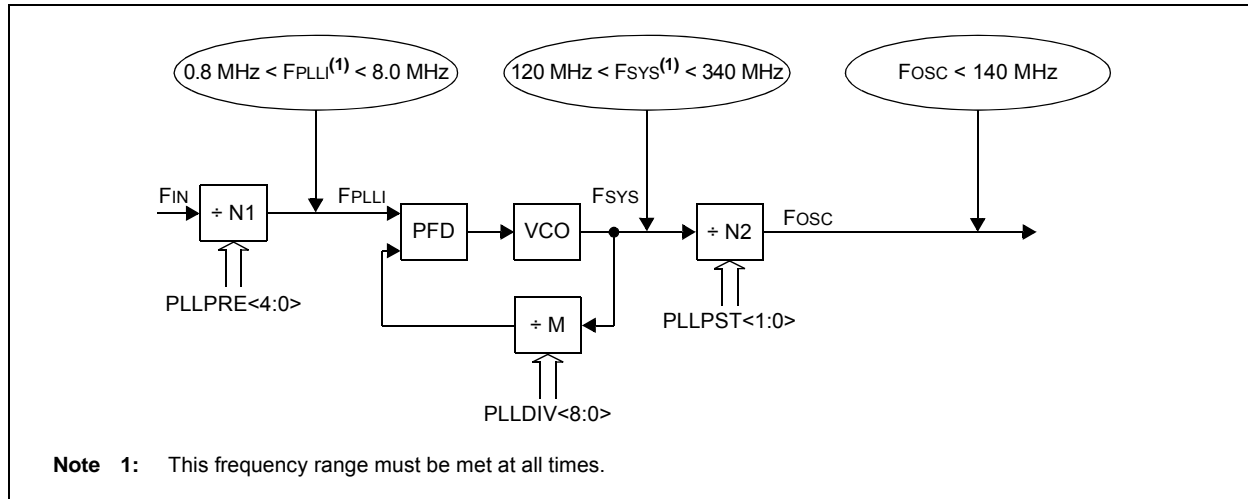 0.8 MHz < FPLLI(1) < 8.0 MHz
120 MHz < FSYS(1) < 340 MHz
FOSC < 140 MHz
FIN
÷ N1
FPLLI
PFD
VCO
FSYS
÷ N2
FOSC
PLLPRE<4:0>
÷ M
PLLPST<1:0>
PLLDIV<8:0>
Note 1: This frequency range must be met at all times.